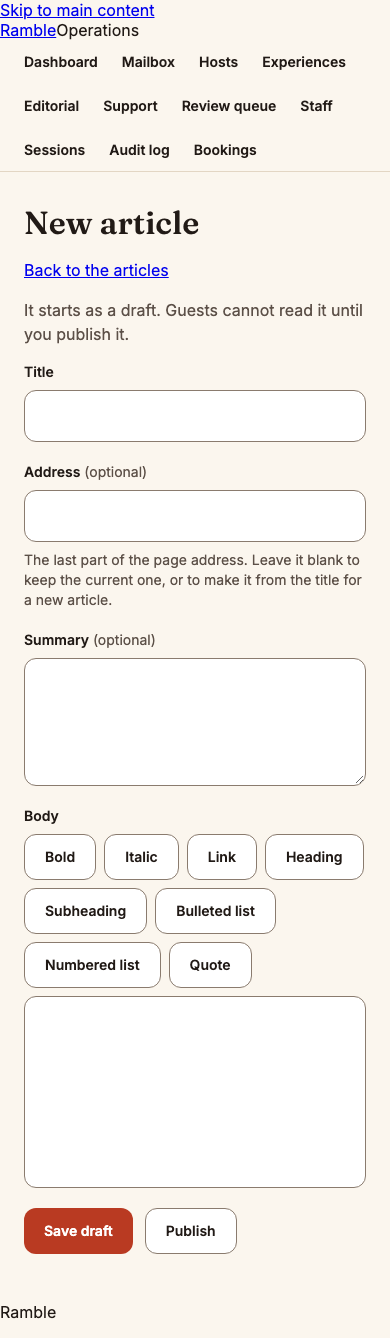 Skip to main content
RambleOperations
Dashboard Mailbox Hosts Experiences
Editorial Support Review queue Staff
Sessions Audit log Bookings
New article
Back to the articles
It starts as a draft. Guests cannot read it until
you publish it.
Title
Address (optional)
The last part of the page address. Leave it blank to
keep the current one, or to make it from the title for
a new article.
Summary (optional)
Body
Bold Italic Link Heading
Subheading Bulleted list
Numbered list Quote
Save draft Publish
Ramble